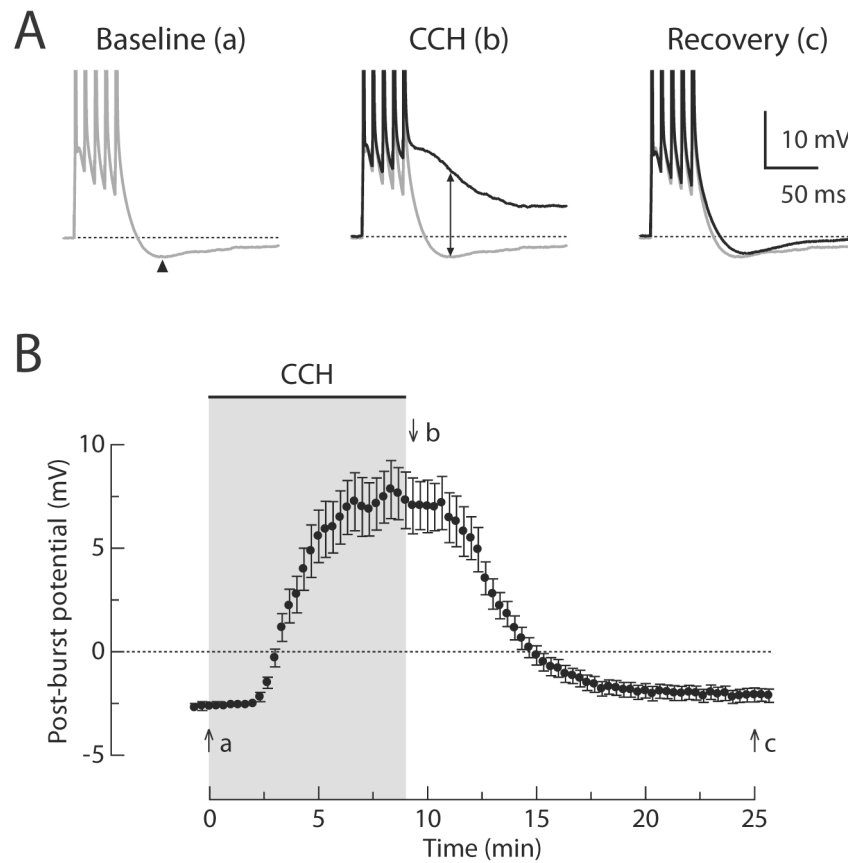 A
Baseline (a)
CCH (b)
Recovery (c)
10 mV
50 ms
B
CCH
b
10
5
0
-5
Post-burst potential (mV)
a
c
0
5
10
15
20
25
Time (min)